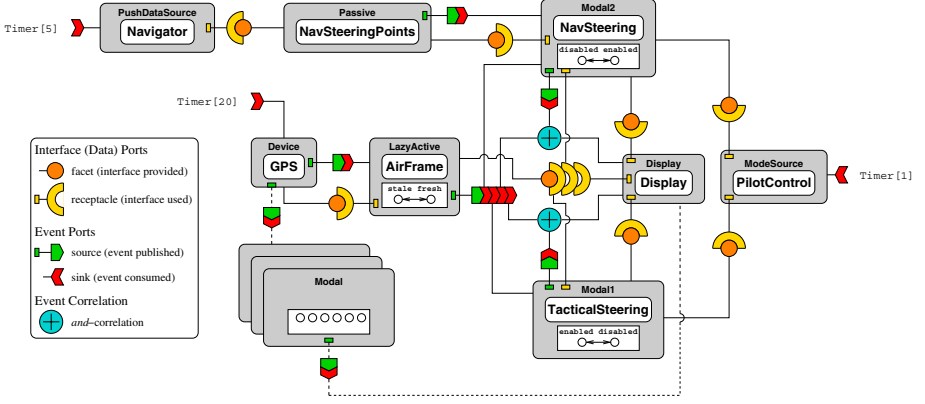 PushDataSource
Navigator
Timer[5]
Passive
NavSteeringPoints
Modal2
NavSteering
disabled enabled
Timer[20]
Device
GPS
LazyActive
AirFrame
stale fresh
Display
Display
ModeSource
PilotControl
Timer[1]
Interface (Data) Ports
facet (interface provided)
receptacle (interface used)
Event Ports
source (event published)
sink (event consumed)
Event Correlation
and-correlation
Modal
Modal1
TacticalSteering
enabled disabled